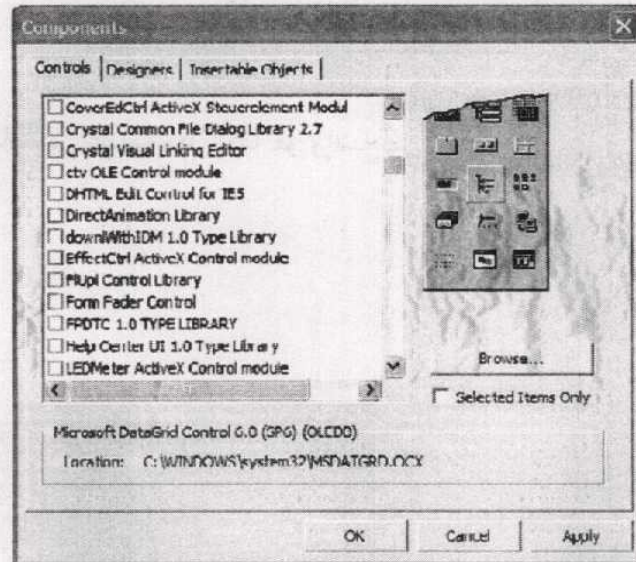 Components
Controls
Designers
Insertable Objects
CoverEdCtrl ActiveX Steuerelement Modul
Crystal Common File Dialog Library 2.7
Crystal Visual Linking Editor
ctv OLE Control module
DHTML Edit Control for IE5
DirectAnimation Library
downlWithIDM 1.0 Type Library
EffectCtrl ActiveX Control module
Control Library
Form Fader Control
FPDTC 1.0 TYPE LIBRARY
Help Center UI 1.0 Type Library
LEDMeter ActiveX Control module
Browse...
Selected Items Only
Microsoft DataGrid Control 6.0 (OLEDB)
Location: C:\WINDOWS\system32\MSDATGRD.OCX
OK
Cancel
Apply